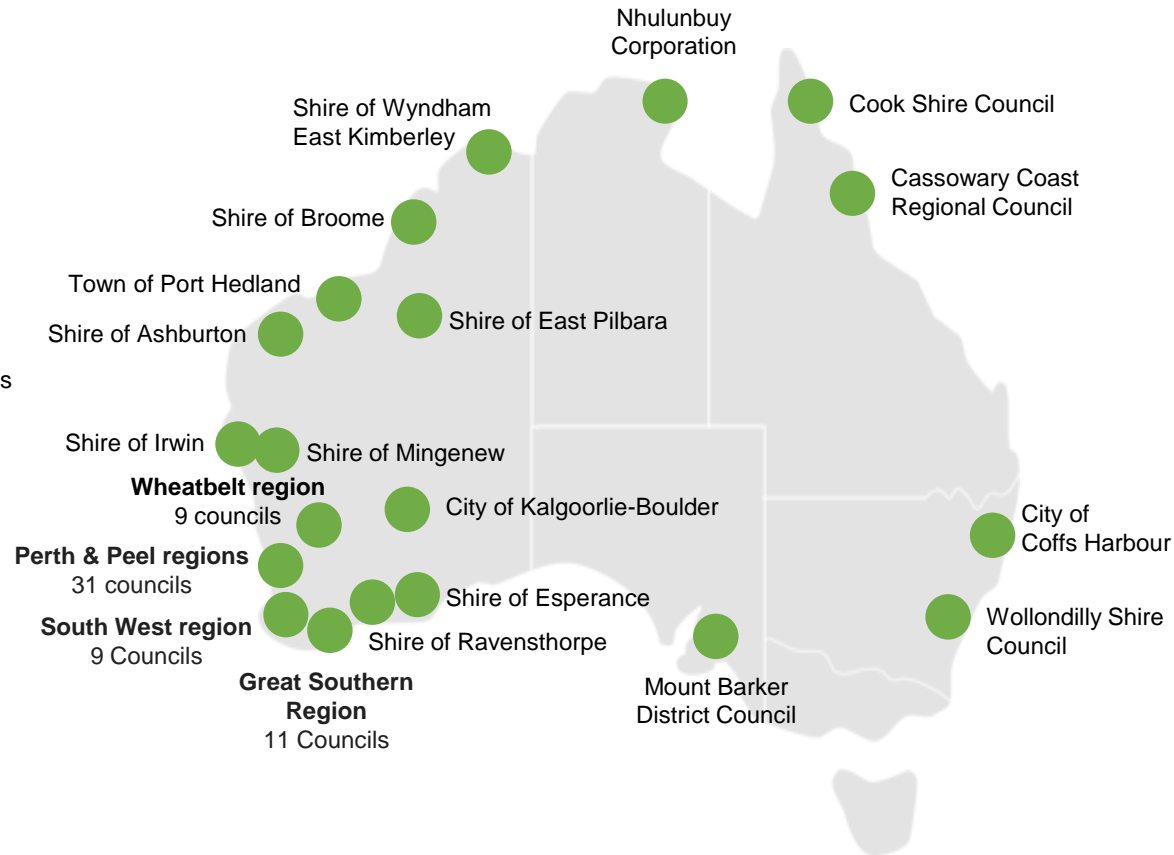 Nhulunbuy
Corporation
Shire of Wyndham
East Kimberley
Cook Shire Council
Cassowary Coast
Regional Council
Shire of Broome
Town of Port Hedland
Shire of Ashburton
Shire of East Pilbara
s
Shire of Irwin
Shire of Mingenew
Wheatbelt region
9 councils
City of Kalgoorlie-Boulder
City of
Coffs Harbour
Perth & Peel regions
31 councils
Shire of Esperance
South West region
9 Councils
Shire of Ravensthorpe
Wollondilly Shire
Council
Great Southern
Region
11 Councils
Mount Barker
District Council